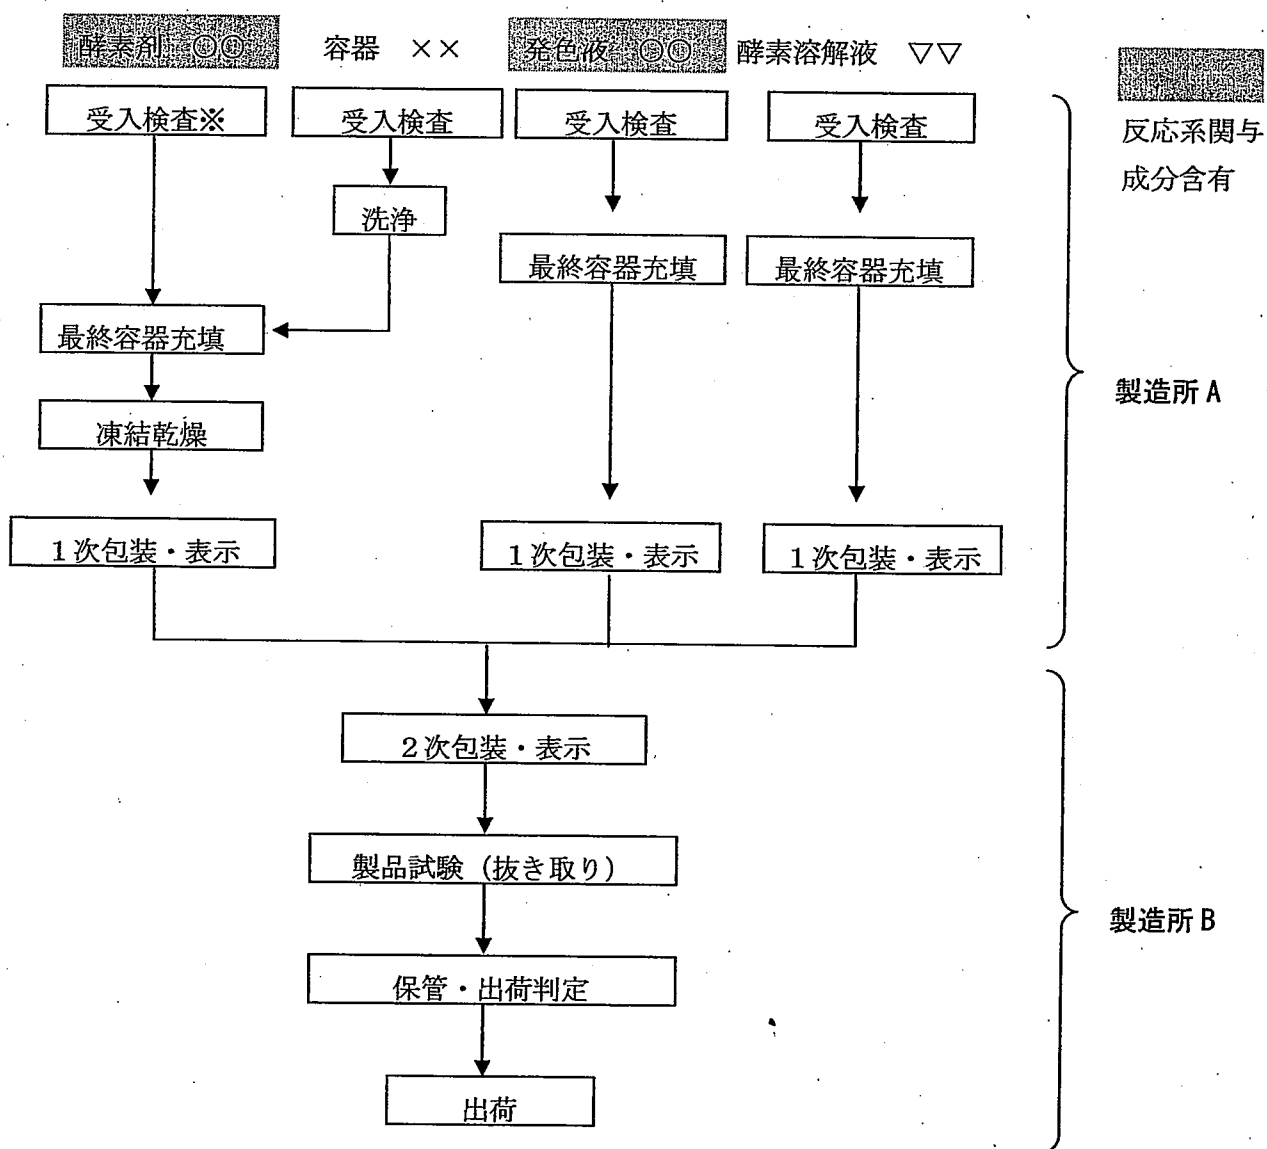 酵素剤 ◎◎
容器 ××
発色液 ◎◎
酵素溶解液 ▽▽
反応系関与
成分含有
受入検査※
受入検査
受入検査
受入検査
洗浄
最終容器充填
最終容器充填
最終容器充填
凍結乾燥
製造所 A
1次包装・表示
1次包装・表示
1次包装・表示
2次包装・表示
製品試験（抜き取り）
製造所 B
保管・出荷判定
出荷